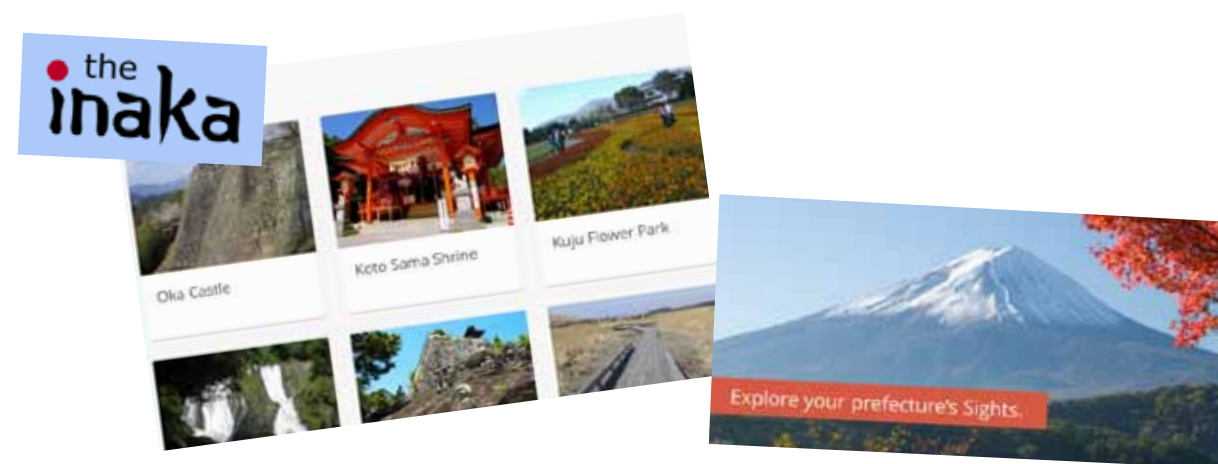 the
inaka
Oka Castle
Koto Sama Shrine
Kuju Flower Park
Explore your prefecture's Sights.